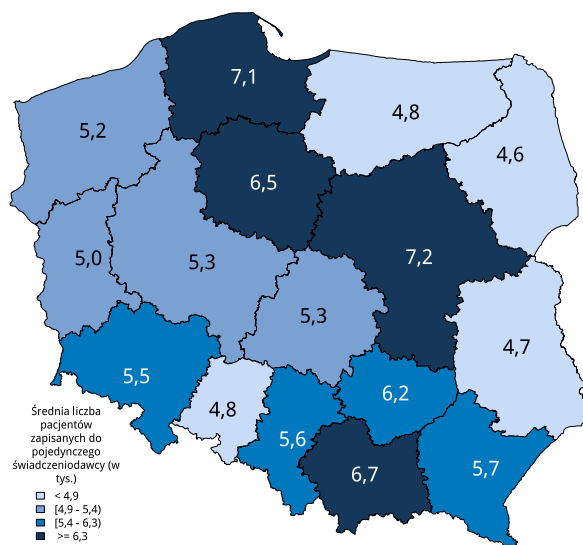 7,1
4,8
5,2
4,6
6,5
7,2
5,0
5,3
5,3
4,7
5,5
6,2
4,8
5,6
5,7
6,7
Średnia liczba
pacjentów
zapisanych do
pojedynczego
świadczeniodawcy (w
tys.)
< 4,9
[4,9 - 5,4)
[5,4 - 6,3)
>= 6,3